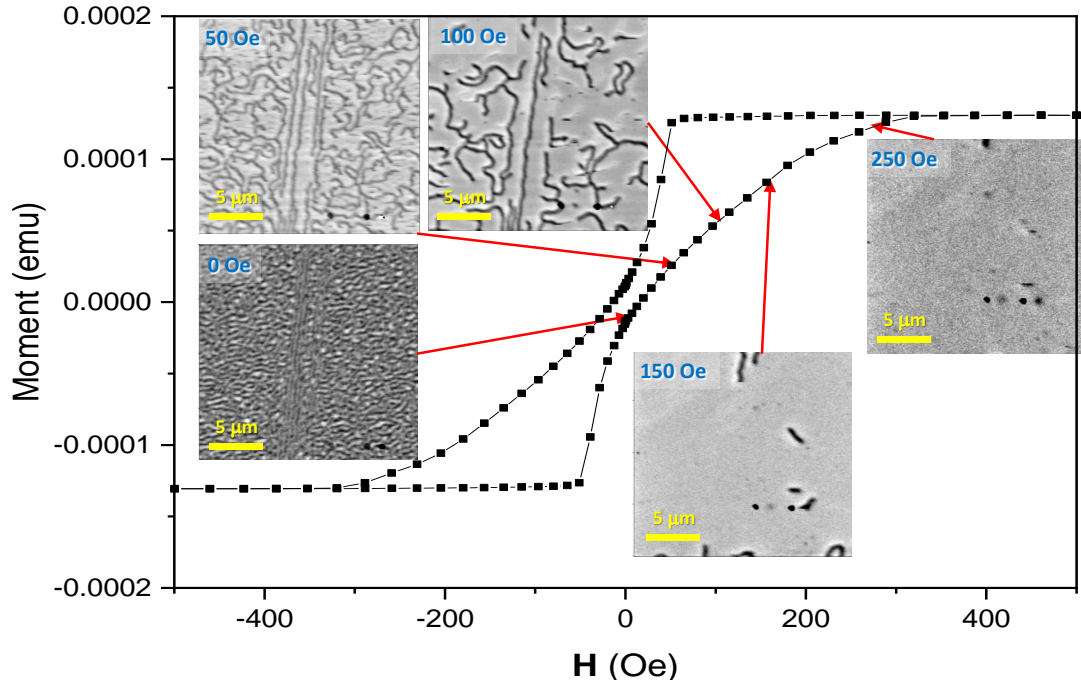 0.0002
50 Oe
100 Oe
5 µm
5 µm
0.0001
250 Oe
5 µm
0 Oe
5 µm
0.0000
150 Oe
5 µm
-0.0001
-0.0002
Moment (emu)
-400
-200
0
200
400
H (Oe)